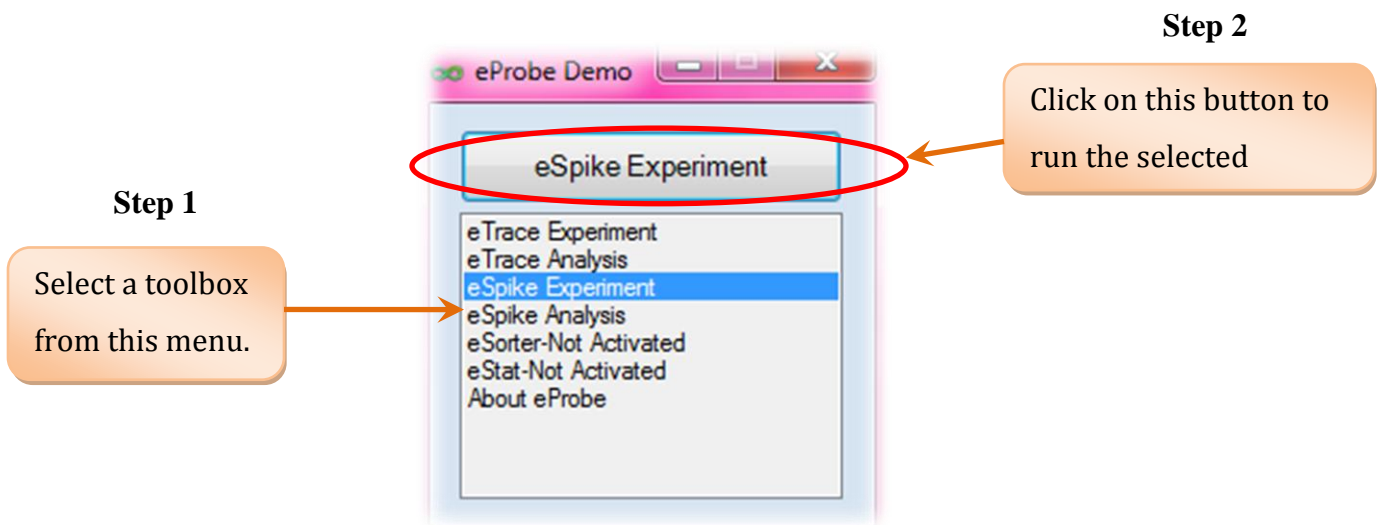 Step 1
Select a toolbox
from this menu.
Step 2
Click on this button to
run the selected
eProbe Demo
eSpike Experiment
eTrace Experiment
eTrace Analysis
eSpike Experiment
eSpike Analysis
eSorter-Not Activated
eStat-Not Activated
About eProbe